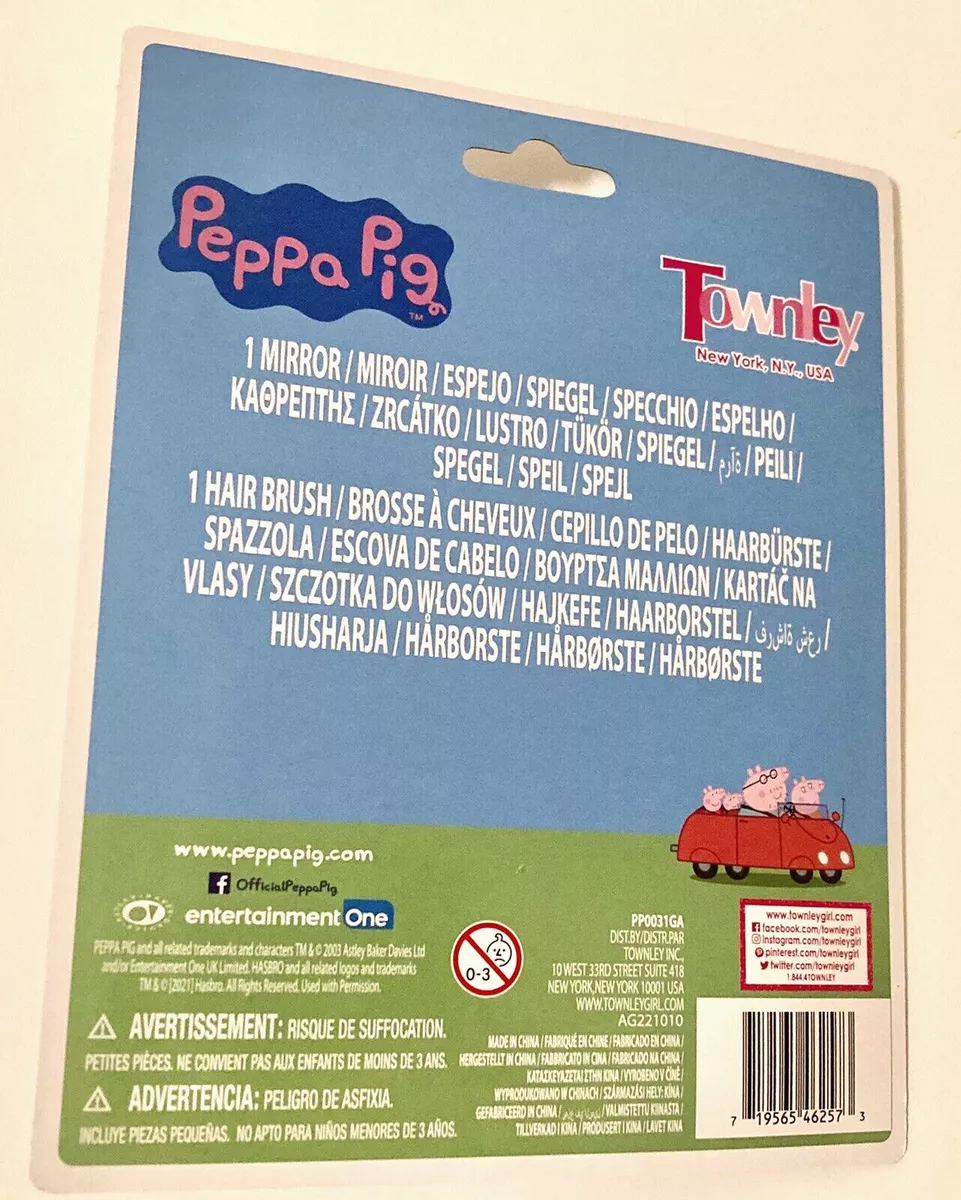 Peppa Pig
TM
Townley
New York, N.Y., USA
1 MIRROR / MIROIR / ESPEJO / SPIEGEL / SPECCHIO / ESPELHO /
ΚΑΘΡΕΠΤΗΣ / ZRCÁTKO / LUSTRO / TÜKÖR / SPIEGEL / ةآرم / PEILI /
SPEGEL / SPEIL / SPEJL
1 HAIR BRUSH / BROSSE À CHEVEUX / CEPILLO DE PELO / HAARBÜRSTE /
SPAZZOLA / ESCOVA DE CABELO / ΒΟΥΡΤΣΑ ΜΑΛΛΙΩΝ / KARTÁČ NA
VLASY / SZCZOTKA DO WŁOSÓW / HAJKEFE / HAARBORSTEL / رعش ةاشرف /
HIUSHARJA / HÅRBORSTE / HÅRBØRSTE / HÅRBØRSTE
www.peppapig.com
f OfficialPeppaPig
entertainment One
PEPPA PIG and all related trademarks and characters TM & © 2003 Astley Baker Davies Ltd
and/or Entertainment One UK Limited. HASBRO and all related logos and trademarks
TM & © [2021] Hasbro. All Rights Reserved. Used with Permission.
AVERTISSEMENT: RISQUE DE SUFFOCATION.
PETITES PIÈCES. NE CONVIENT PAS AUX ENFANTS DE MOINS DE 3 ANS.
ADVERTENCIA: PELIGRO DE ASFIXIA.
INCLUYE PIEZAS PEQUEÑAS. NO APTO PARA NIÑOS MENORES DE 3 AÑOS.
0-3
PP0031GA
DIST.BY/DISTR.PAR
TOWNLEY INC.,
10 WEST 33RD STREET SUITE 418
NEW YORK, NEW YORK 10001 USA
WWW.TOWNLEYGIRL.COM
AG221010
MADE IN CHINA / FABRIQUÉ EN CHINE / FABRICADO EN CHINA /
HERGESTELLT IN CHINA / FABBRICATO IN CINA / FABRICADO NA CHINA /
ΚΑΤΑΣΚΕΥΑΖΕΤΑΙ ΣΤΗΝ ΚΙΝΑ / VYROBENO V ČÍNĚ /
WYPRODUKOWANO W CHINACH / SZÁRMAZÁSI HELY: KÍNA /
GEFABRICEERD IN CHINA / / VALMISTETTU KIINASTA /
TILLVERKAD I KINA / PRODUSERT I KINA / LAVET KINA
www.townleygirl.com
facebook.com/townleygirl
instagram.com/townleygirl
pinterest.com/townleygirl
twitter.com/townleygirl
1.844.4TOWNLEY
7 19565 46257 3